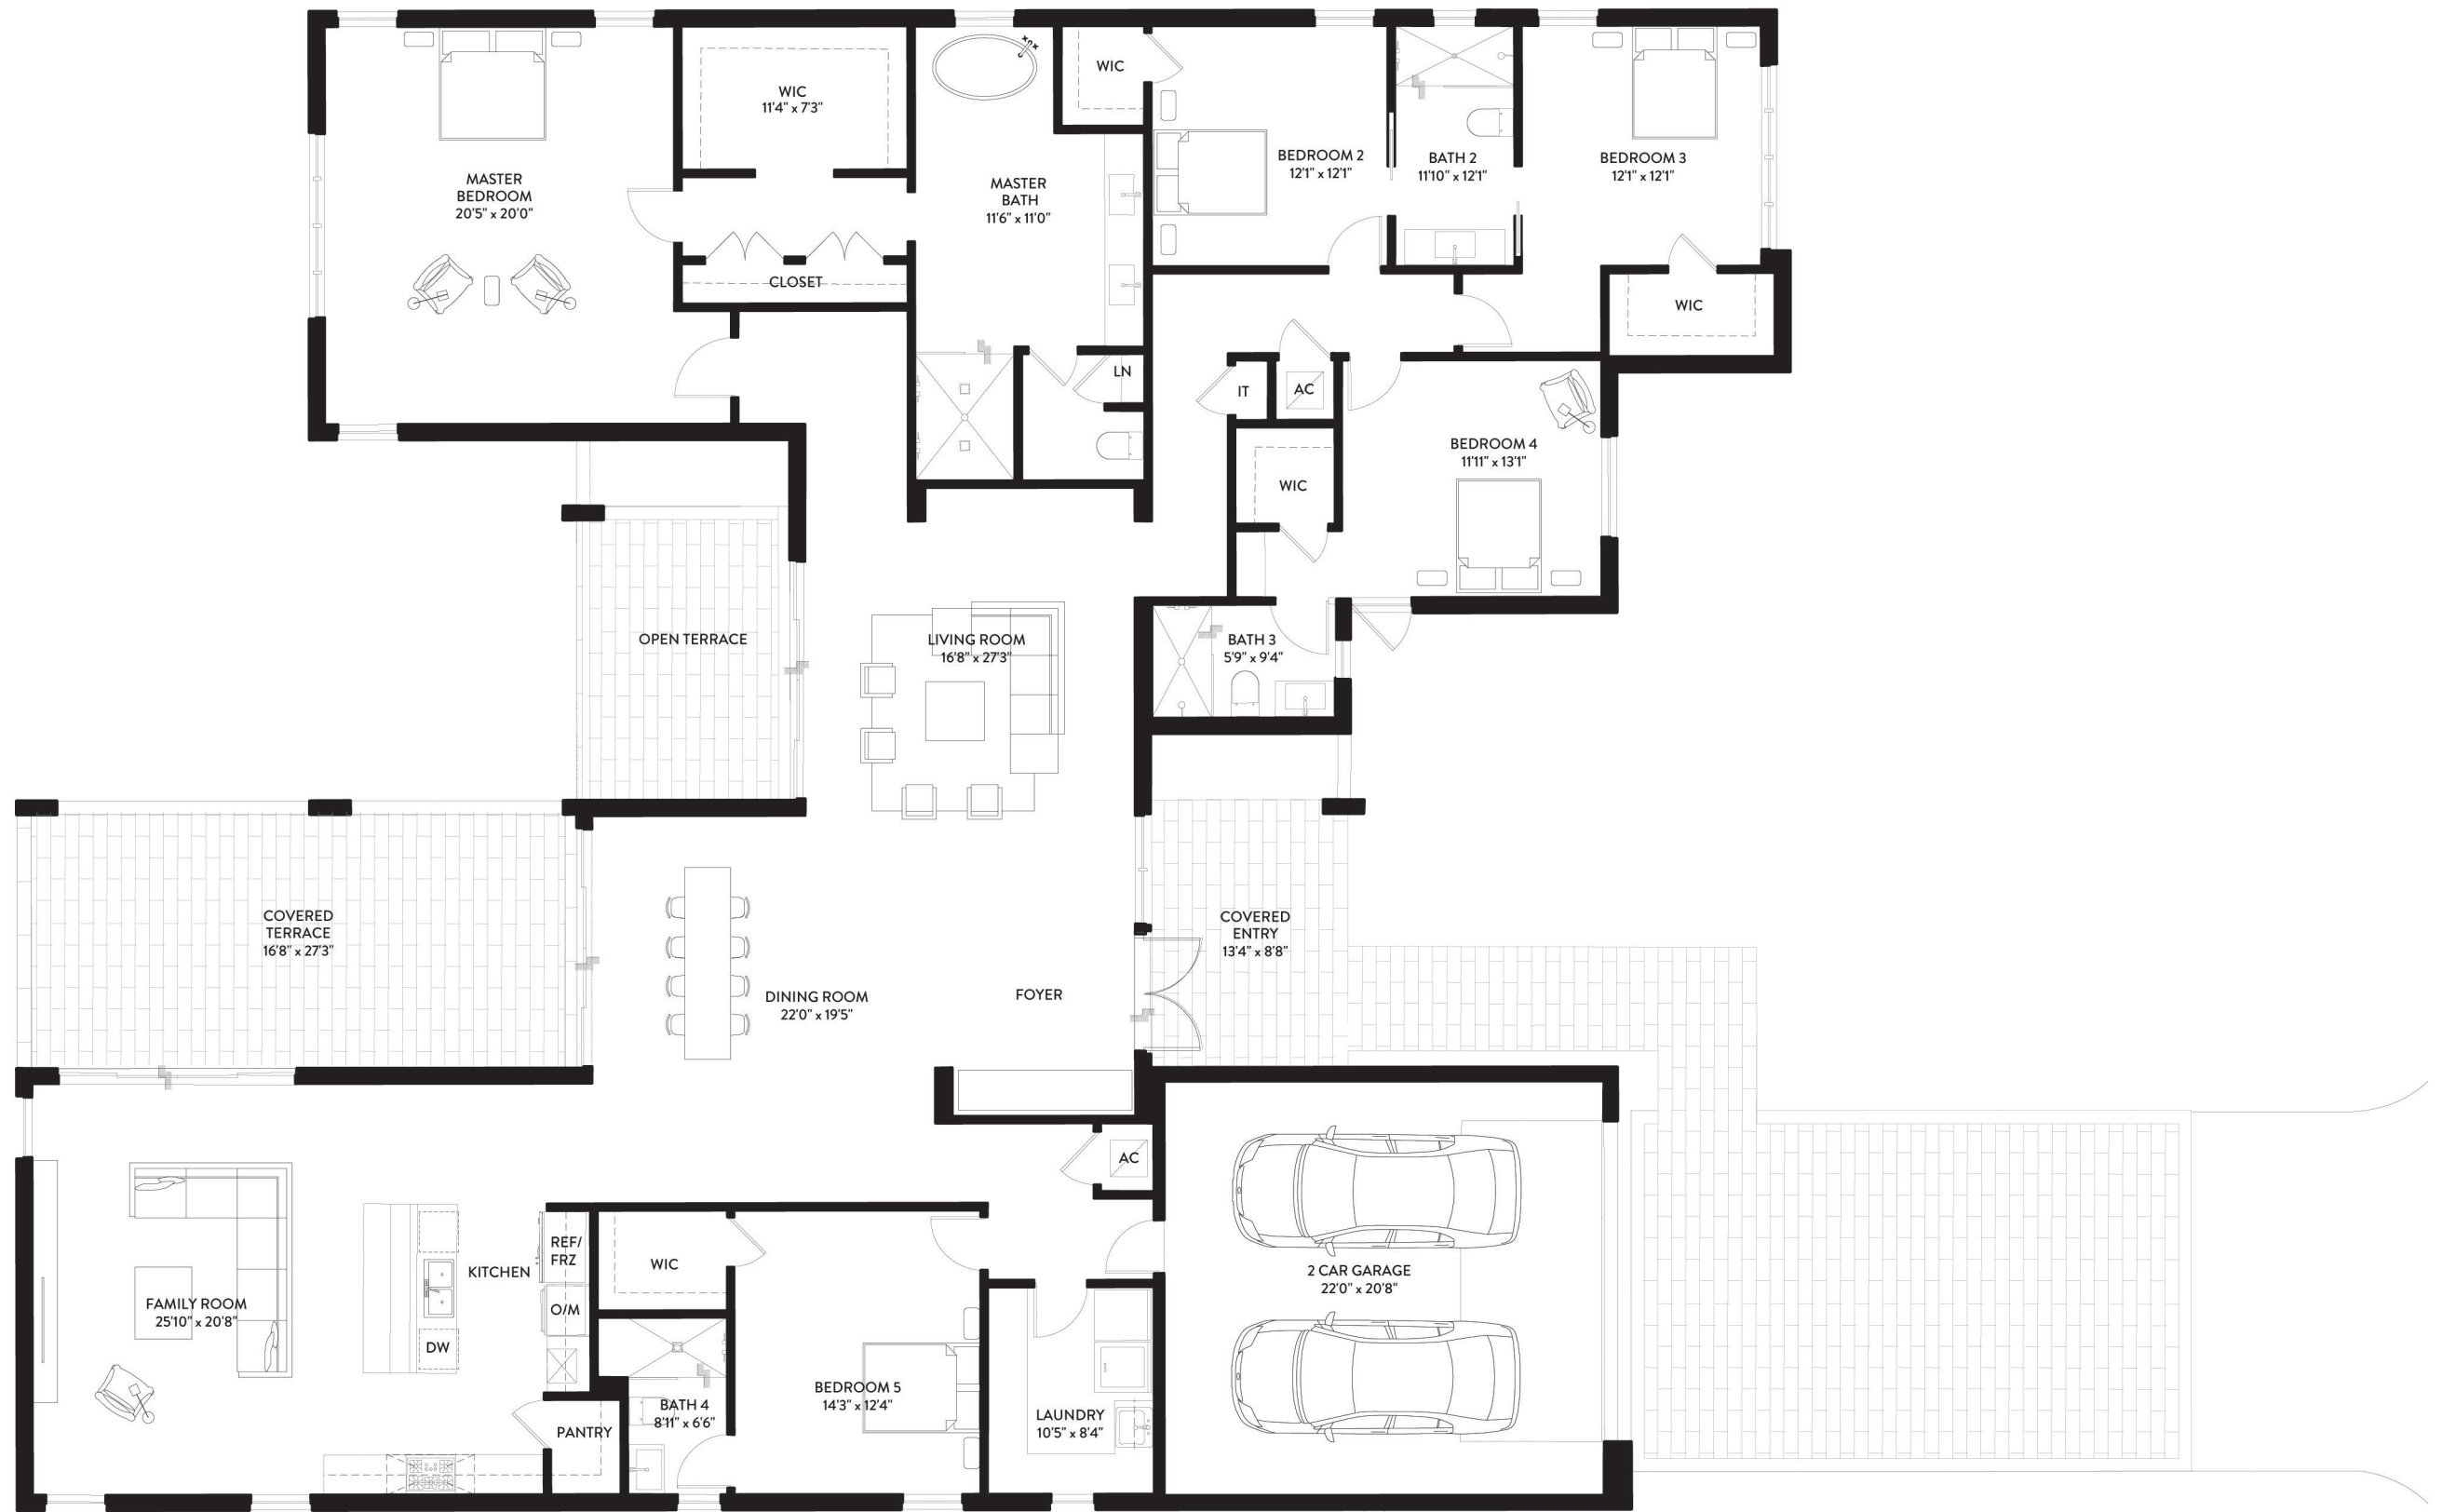 WIC
11'4" x 7'3"
MASTER
BEDROOM
20'5" x 20'0"
CLOSET
MASTER
BATH
11'6" x 11'0"
WIC
BEDROOM 2
12'1" x 12'1"
BATH 2
11'10" x 12'1"
BEDROOM 3
12'1" x 12'1"
WIC
LN
IT
AC
WIC
BEDROOM 4
11'11" x 13'1"
OPEN TERRACE
LIVING ROOM
16'8" x 27'3"
BATH 3
5'9" x 9'4"
COVERED
TERRACE
16'8" x 27'3"
DINING ROOM
22'0" x 19'5"
FOYER
COVERED
ENTRY
13'4" x 8'8"
AC
FAMILY ROOM
25'10" x 20'8"
KITCHEN
REF/
FRZ
O/M
DW
PANTRY
WIC
BATH 4
8'11" x 6'6"
BEDROOM 5
14'3" x 12'4"
LAUNDRY
10'5" x 8'4"
2 CAR GARAGE
22'0" x 20'8"